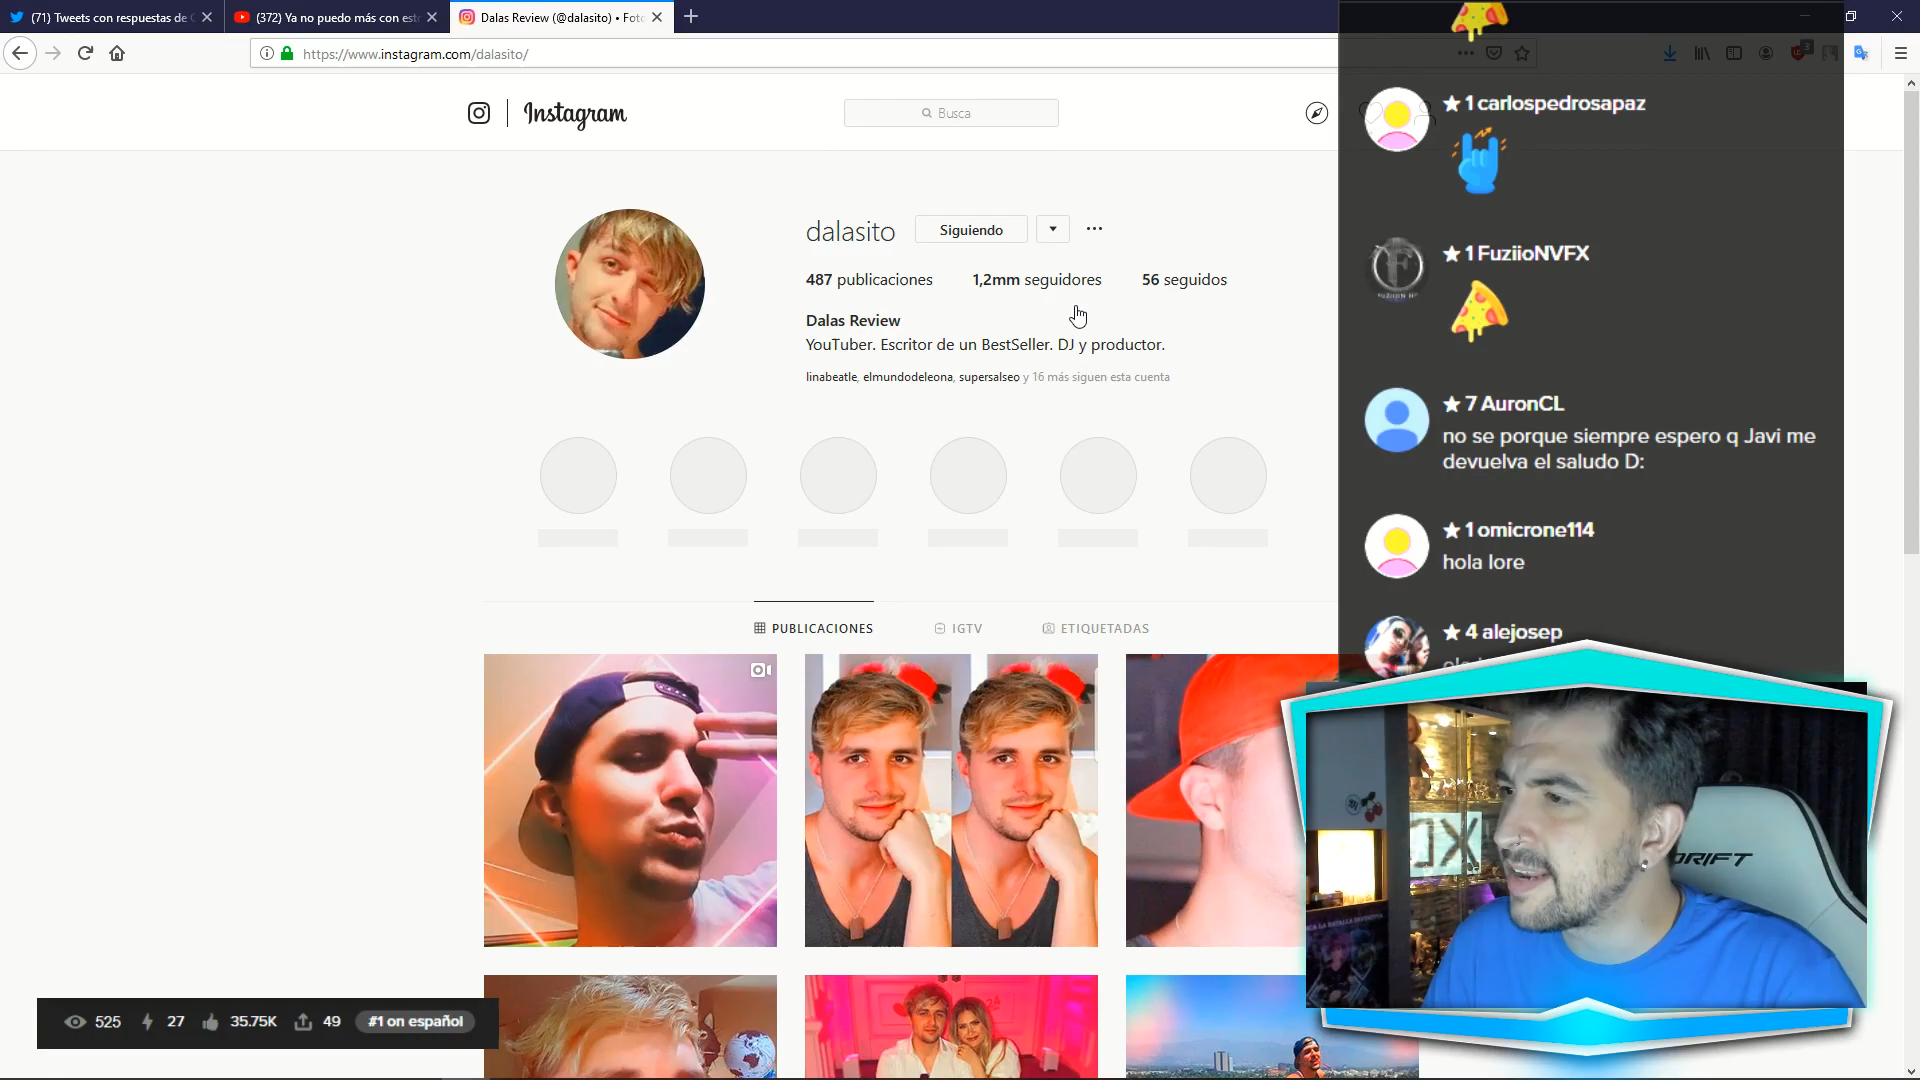 (71) Tweets con respuestas de
(372) Ya no puedo más con est
Dalas Review (@dalasito) • Fot
https://www.instagram.com/dalasito/
Instagram
Busca
dalasito
Siguiendo
487 publicaciones
1,2mm seguidores
56 seguidos
Dalas Review
YouTuber. Escritor de un BestSeller. DJ y productor.
linabeatle, elmundodeleona, supersalseo y 16 más siguen esta cuenta
PUBLICACIONES
IGTV
ETIQUETADAS
3
★ 1 carlospedrosapaz
★ 1 FuziioNVFX
★ 7 AuronCL
no se porque siempre espero q Javi me
devuelva el saludo D:
★ 1 omicrone114
hola lore
★ 4 alejosep
DRIFT
525
27
35.75K
49
#1 on español